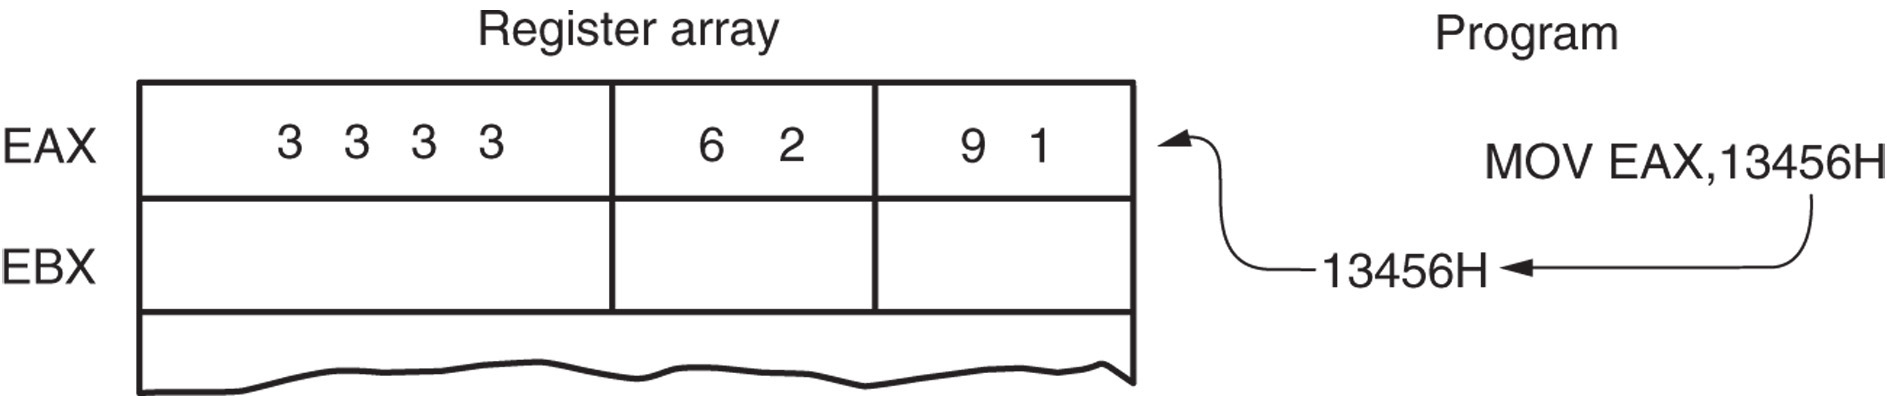 Register array
Program
EAX
3 3 3 3
6 2
9 1
MOV EAX,13456H
EBX
13456H